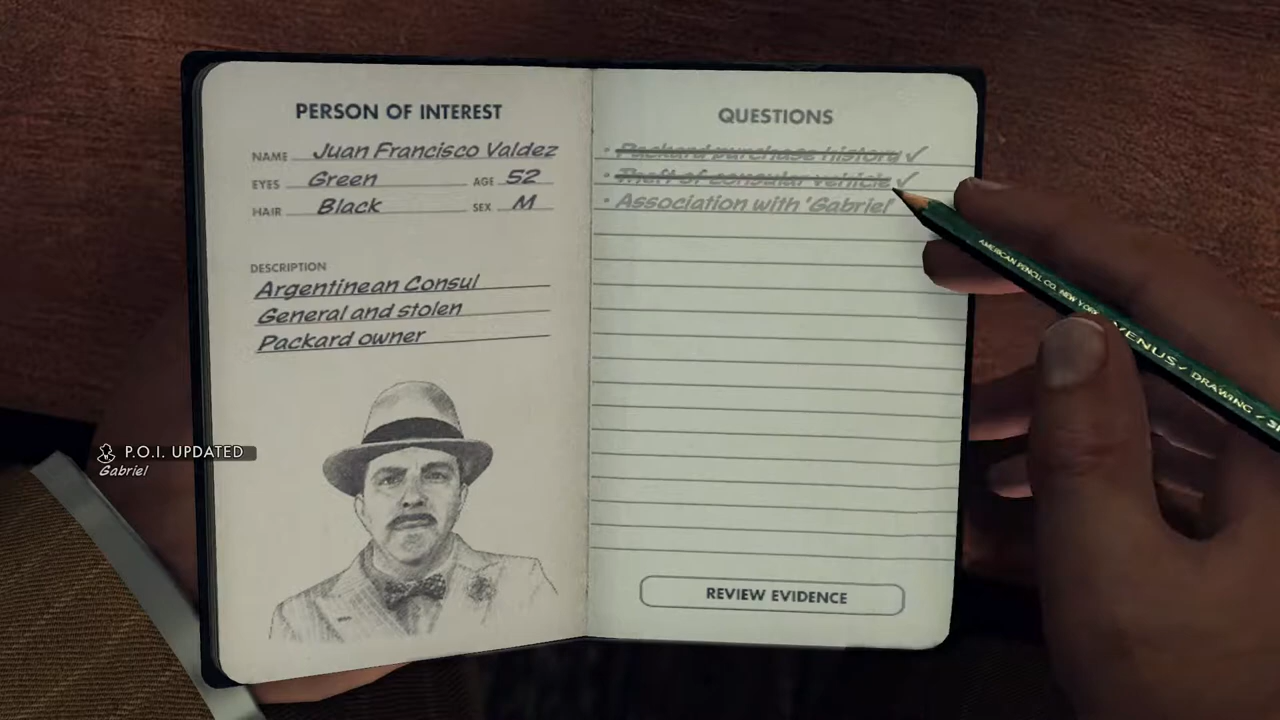 PERSON OF INTEREST
NAME Juan Francisco Valdez
EYES Green AGE 52
HAIR Black SEX M
DESCRIPTION
Argentinean Consul
General and stolen
Packard owner
P.O.I. UPDATED
Gabriel
QUESTIONS
• Packard purchase history ✓
• Theft of consular vehicle ✓
• Association with 'Gabriel'
REVIEW EVIDENCE
AMERICAN PENCIL CO. NEW YORK VENUS / DRAWING /